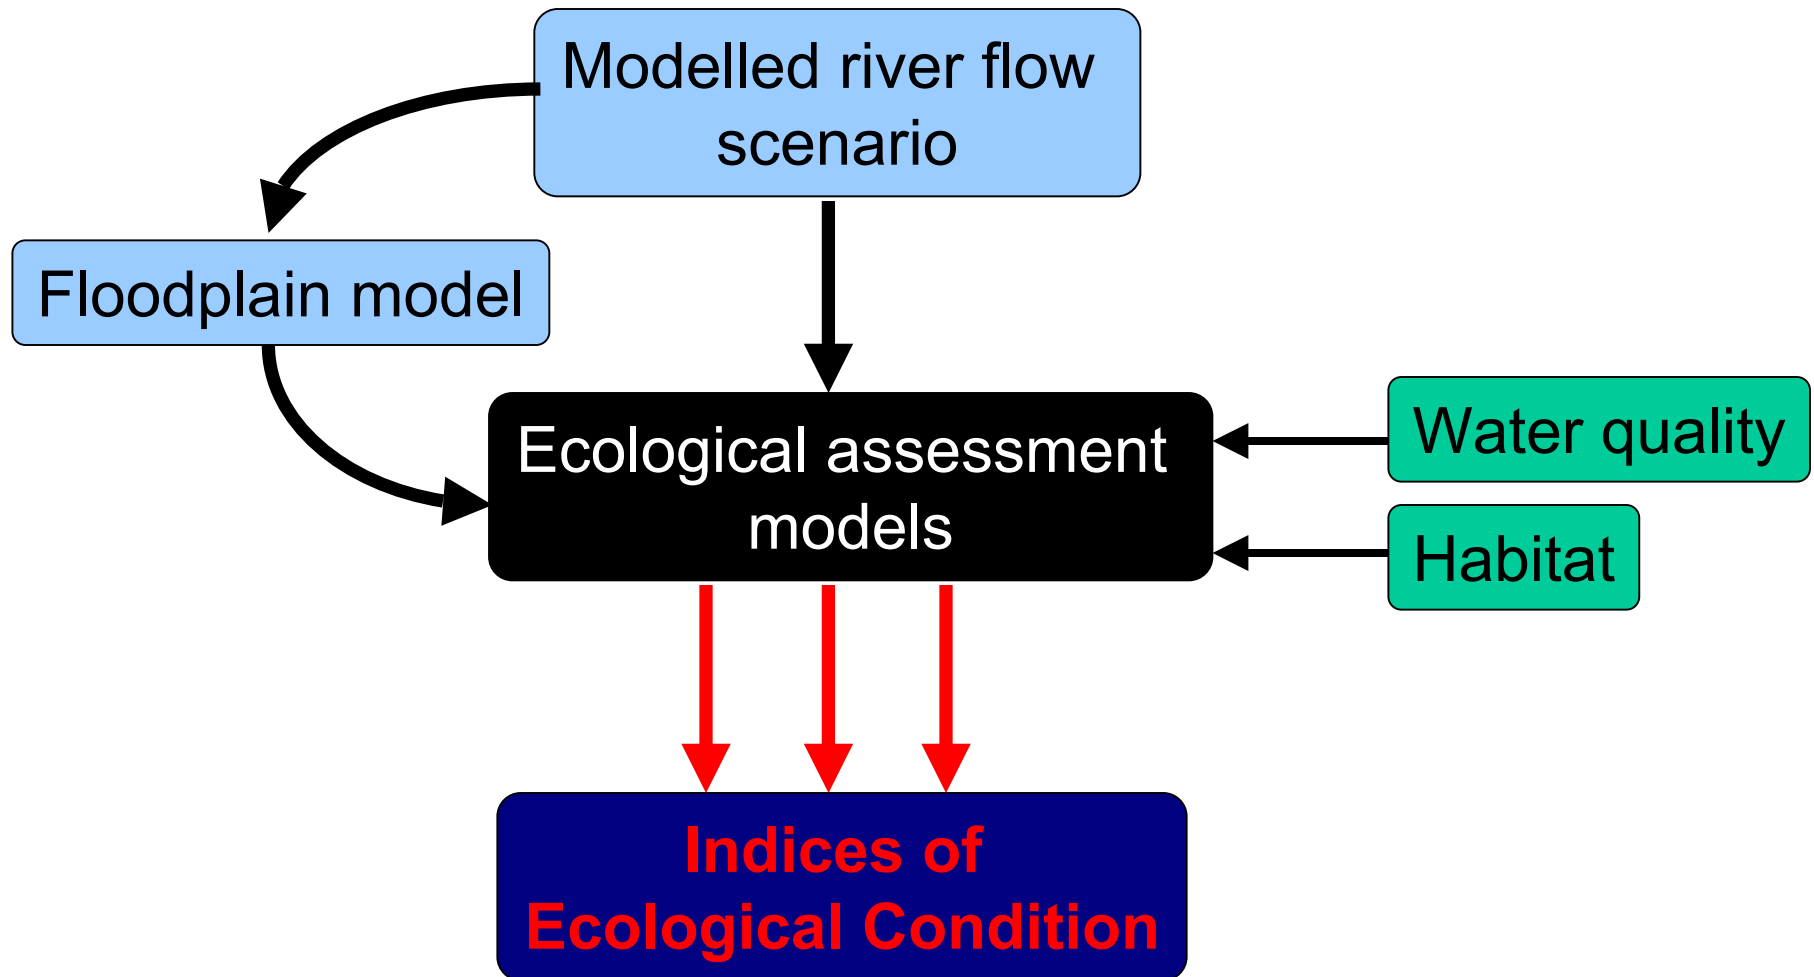 Modelled river flow
scenario
Floodplain model
Ecological assessment
models
Water quality
Habitat
Indices of
Ecological Condition